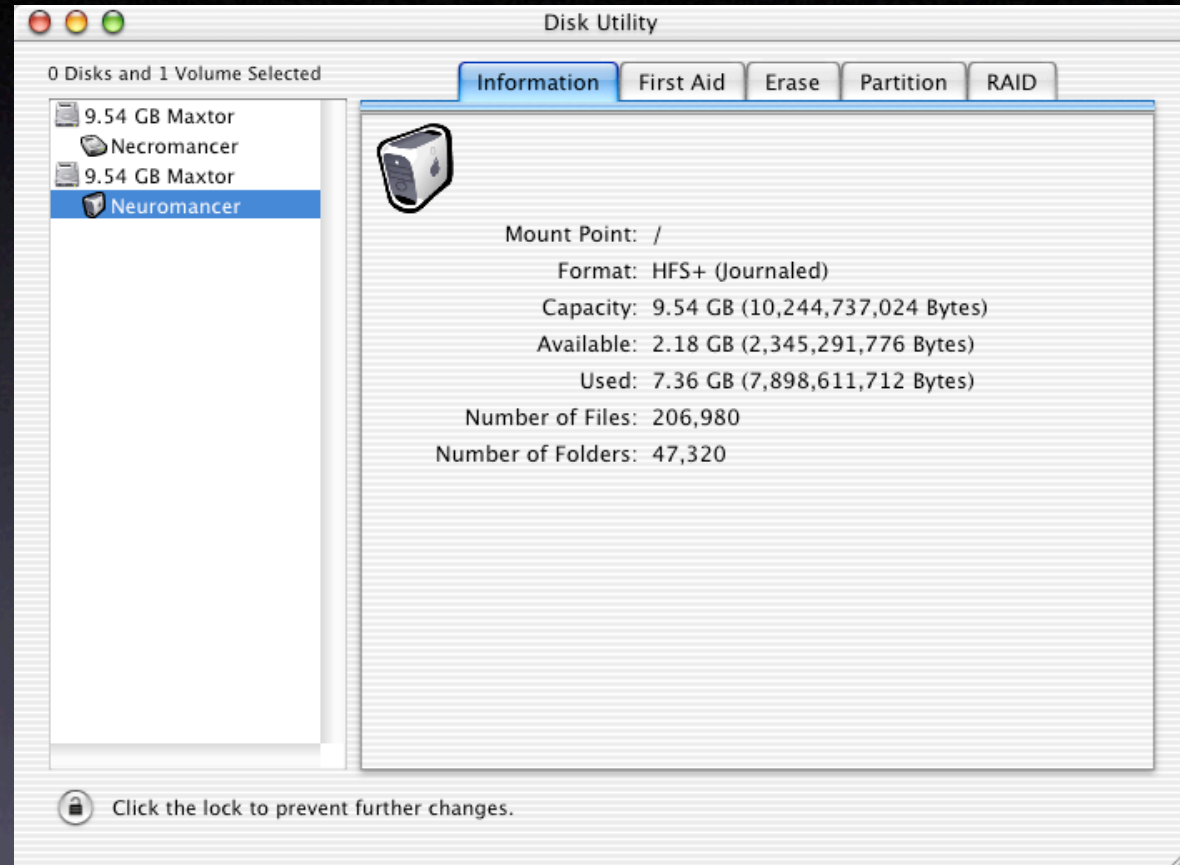 Disk Utility
0 Disks and 1 Volume Selected
9.54 GB Maxtor
Necromancer
9.54 GB Maxtor
Neuromancer
Information First Aid Erase Partition RAID
Mount Point: /
Format: HFS+ (Journaled)
Capacity: 9.54 GB (10,244,737,024 Bytes)
Available: 2.18 GB (2,345,291,776 Bytes)
Used: 7.36 GB (7,898,611,712 Bytes)
Number of Files: 206,980
Number of Folders: 47,320
Click the lock to prevent further changes.